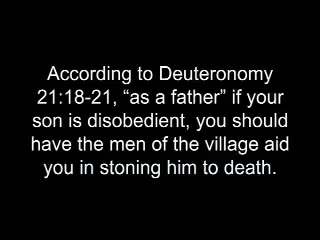 According to Deuteronomy
21:18-21, “as a father” if your
son is disobedient, you should
have the men of the village aid
you in stoning him to death.